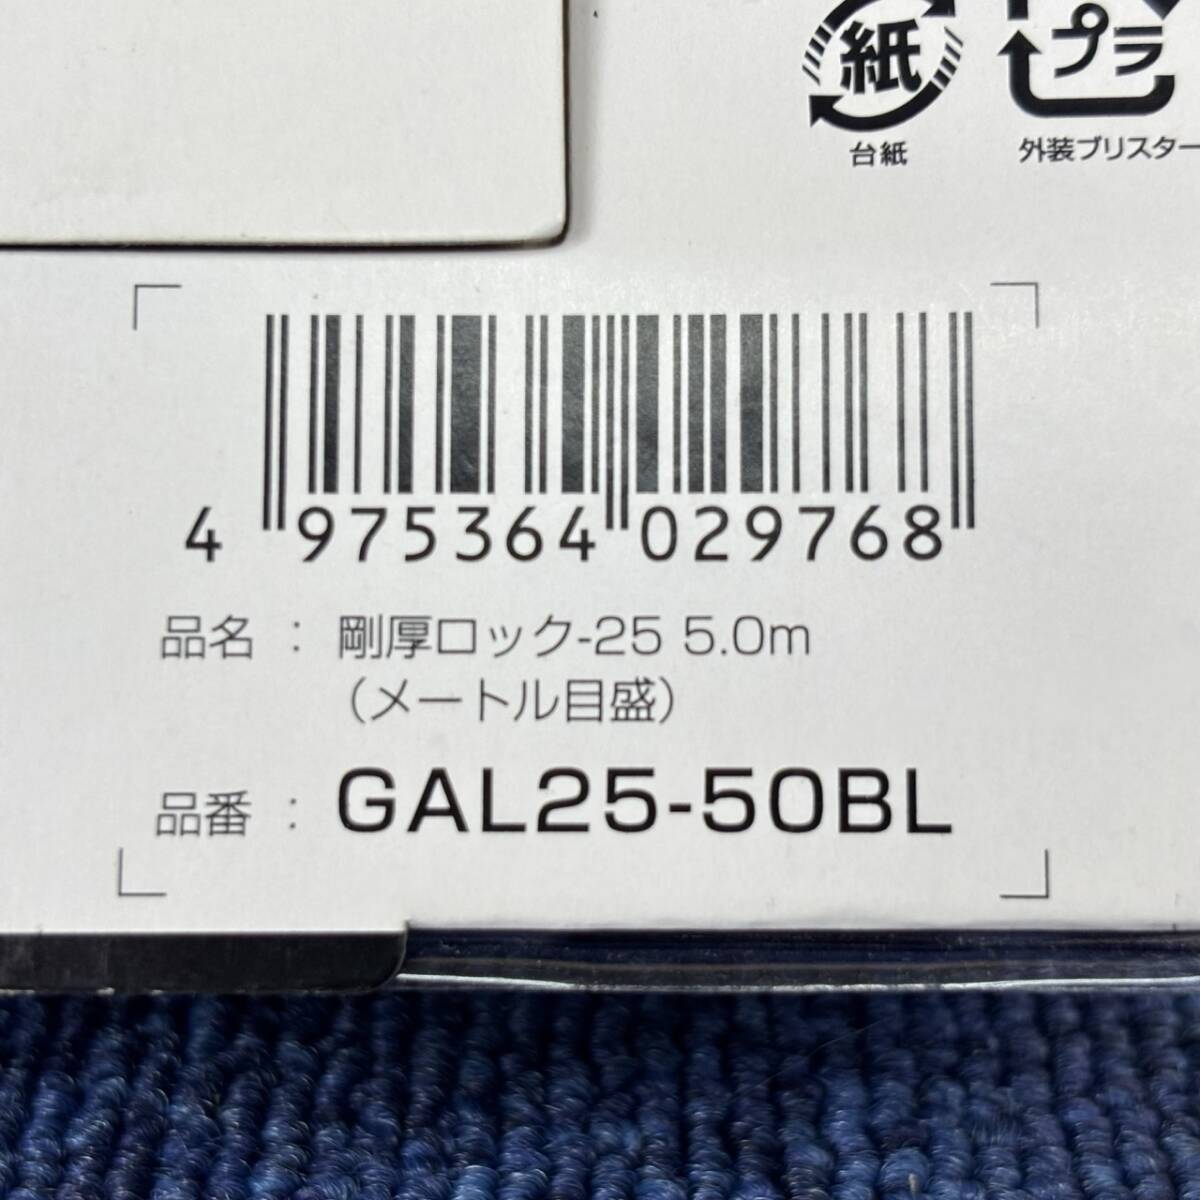 紙 プラ
台紙 外装ブリスター
4 975364 029768
品名 : 剛厚ロック-25 5.0m
(メートル目盛)
品番 : GAL25-50BL